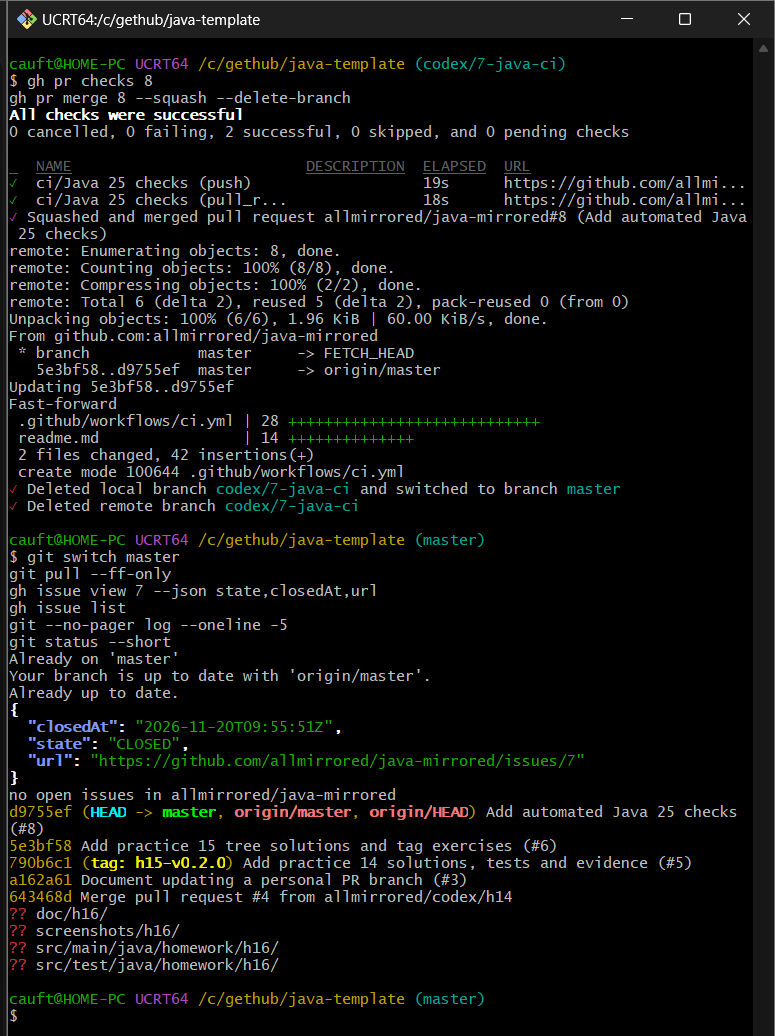 UCRT64:/c/gethub/java-template
cauft@HOME-PC UCRT64 /c/gethub/java-template (codex/7-java-ci)
$ gh pr checks 8
gh pr merge 8 --squash --delete-branch
All checks were successful
0 cancelled, 0 failing, 2 successful, 0 skipped, and 0 pending checks
NAME DESCRIPTION ELAPSED URL
✓ ci/Java 25 checks (push) 19s https://github.com/allmi...
✓ ci/Java 25 checks (pull_r... 18s https://github.com/allmi...
✓ Squashed and merged pull request allmirrored/java-mirrored#8 (Add automated Java
25 checks)
remote: Enumerating objects: 8, done.
remote: Counting objects: 100% (8/8), done.
remote: Compressing objects: 100% (2/2), done.
remote: Total 6 (delta 2), reused 5 (delta 2), pack-reused 0 (from 0)
Unpacking objects: 100% (6/6), 1.96 KiB | 60.00 KiB/s, done.
From github.com:allmirrored/java-mirrored
* branch master -> FETCH_HEAD
5e3bf58..d9755ef master -> origin/master
Updating 5e3bf58..d9755ef
Fast-forward
.github/workflows/ci.yml | 28 ++++++++++++++++++++++++++++
readme.md | 14 ++++++++++++++
2 files changed, 42 insertions(+)
create mode 100644 .github/workflows/ci.yml
✓ Deleted local branch codex/7-java-ci and switched to branch master
✓ Deleted remote branch codex/7-java-ci
cauft@HOME-PC UCRT64 /c/gethub/java-template (master)
$ git switch master
git pull --ff-only
gh issue view 7 --json state,closedAt,url
gh issue list
git --no-pager log --oneline -5
git status --short
Already on 'master'
Your branch is up to date with 'origin/master'.
Already up to date.
{
"closedAt": "2026-11-20T09:55:51Z",
"state": "CLOSED",
"url": "https://github.com/allmirrored/java-mirrored/issues/7"
}
no open issues in allmirrored/java-mirrored
d9755ef (HEAD -> master, origin/master, origin/HEAD) Add automated Java 25 checks
(#8)
5e3bf58 Add practice 15 tree solutions and tag exercises (#6)
790b6c1 (tag: h15-v0.2.0) Add practice 14 solutions, tests and evidence (#5)
a162a61 Document updating a personal PR branch (#3)
643468d Merge pull request #4 from allmirrored/codex/h14
?? doc/h16/
?? screenshots/h16/
?? src/main/java/homework/h16/
?? src/test/java/homework/h16/
cauft@HOME-PC UCRT64 /c/gethub/java-template (master)
$